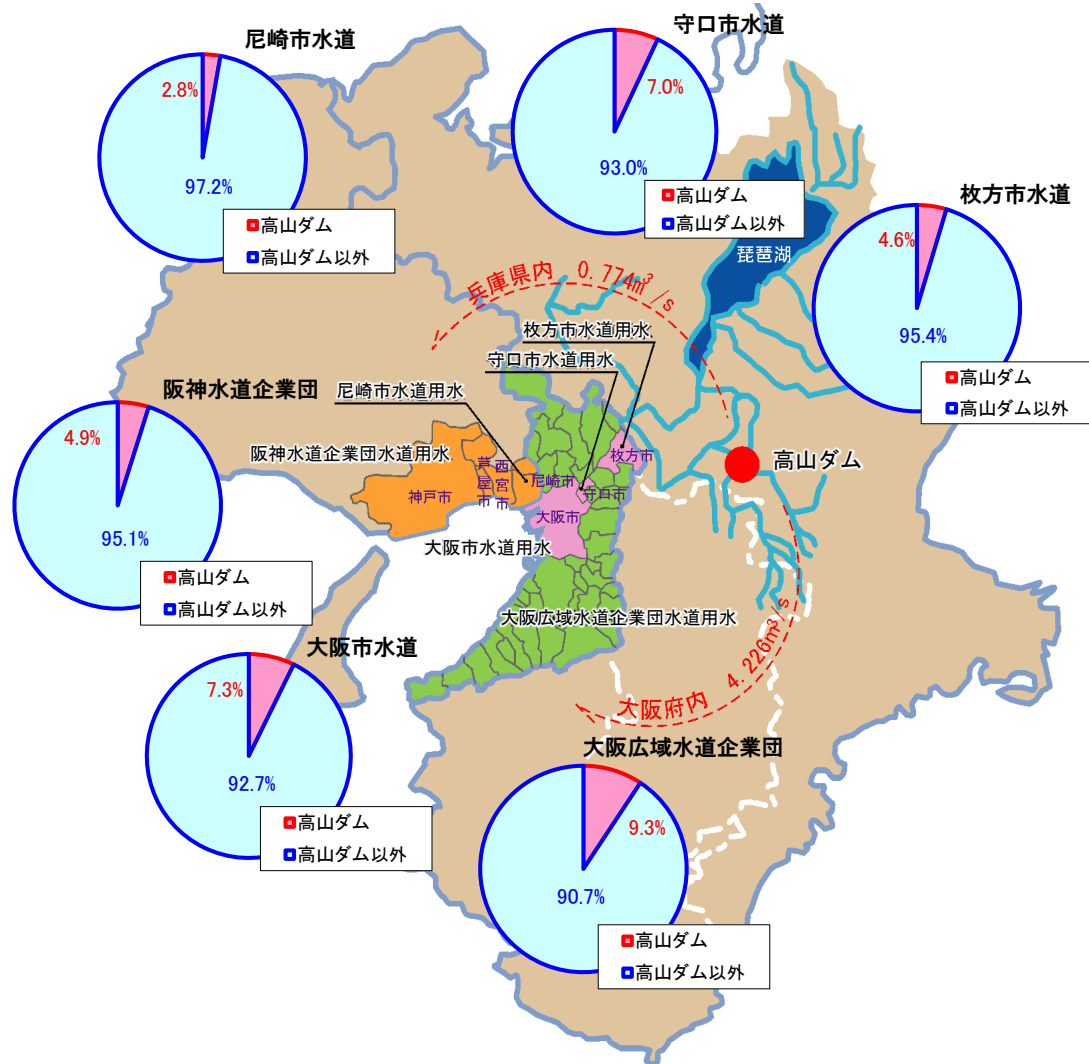 尼崎市水道
2.8%
97.2%
高山ダム
高山ダム以外
守口市水道
7.0%
93.0%
高山ダム
高山ダム以外
枚方市水道
4.6%
95.4%
高山ダム
高山ダム以外
琵琶湖
兵庫県内 0.774m³/s
枚方市水道用水
守口市水道用水
尼崎市水道用水
阪神水道企業団
4.9%
95.1%
高山ダム
高山ダム以外
阪神水道企業団水道用水
神戸市
芦屋市
西宮市
尼崎市
守口市
枚方市
大阪市
高山ダム
大阪市水道用水
大阪広域水道企業団水道用水
大阪府内 4.226m³/s
大阪市水道
7.3%
92.7%
高山ダム
高山ダム以外
大阪広域水道企業団
9.3%
90.7%
高山ダム
高山ダム以外